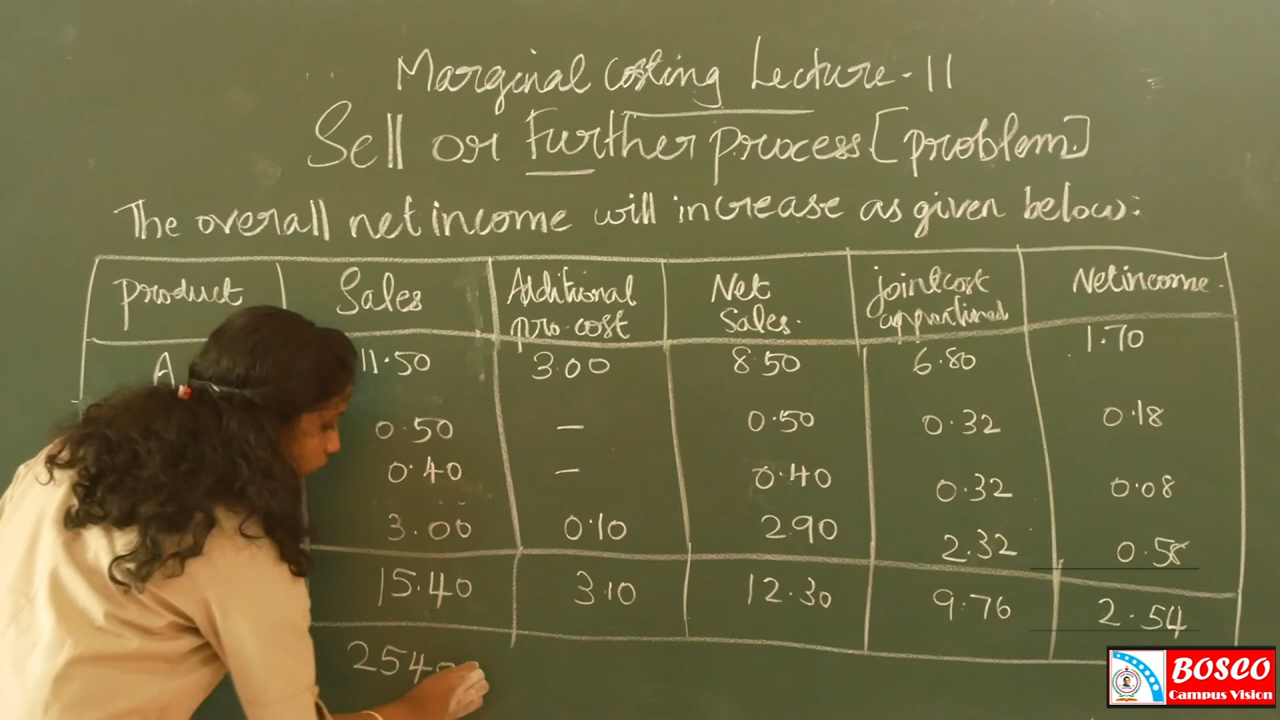 Marginal Costing Lecture-11
Sell or Further process [problem]
The overall net income will increase as given below:
product Sales Additional pro.cost Net Sales. joint cost apportioned Netincome.
A 11.50 3.00 8.50 6.80 1.70
0.50 — 0.50 0.32 0.18
0.40 — 0.40 0.32 0.08
3.00 0.10 2.90 2.32 0.58
15.40 3.10 12.30 9.76 2.54
254
BOSCO
Campus Vision